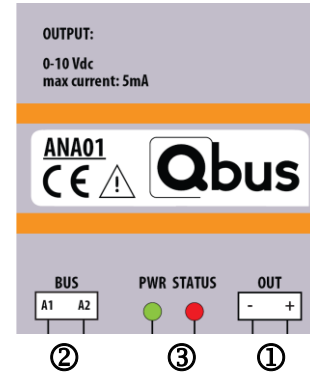 OUTPUT:
0-10 Vdc
max current: 5mA
ANA01
CE
Qbus
BUS PWR STATUS OUT
A1 A2 - +
② ③ ①